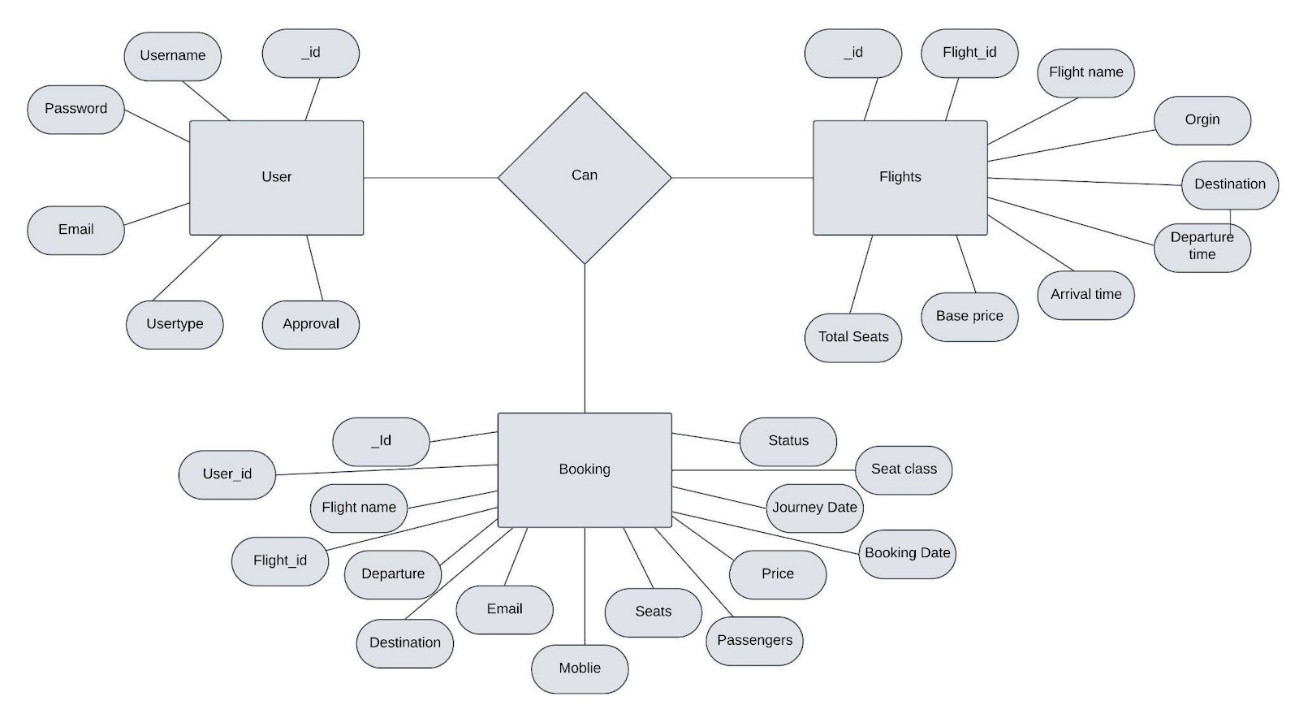 Username
_id
_id
Flight_id
Flight name
Password
Orgin
User
Can
Flights
Destination
Email
Departure
time
Arrival time
Usertype
Approval
Base price
Total Seats
_Id
Status
User_id
Booking
Seat class
Flight name
Journey Date
Flight_id
Booking Date
Departure
Price
Email
Seats
Destination
Passengers
Moblie